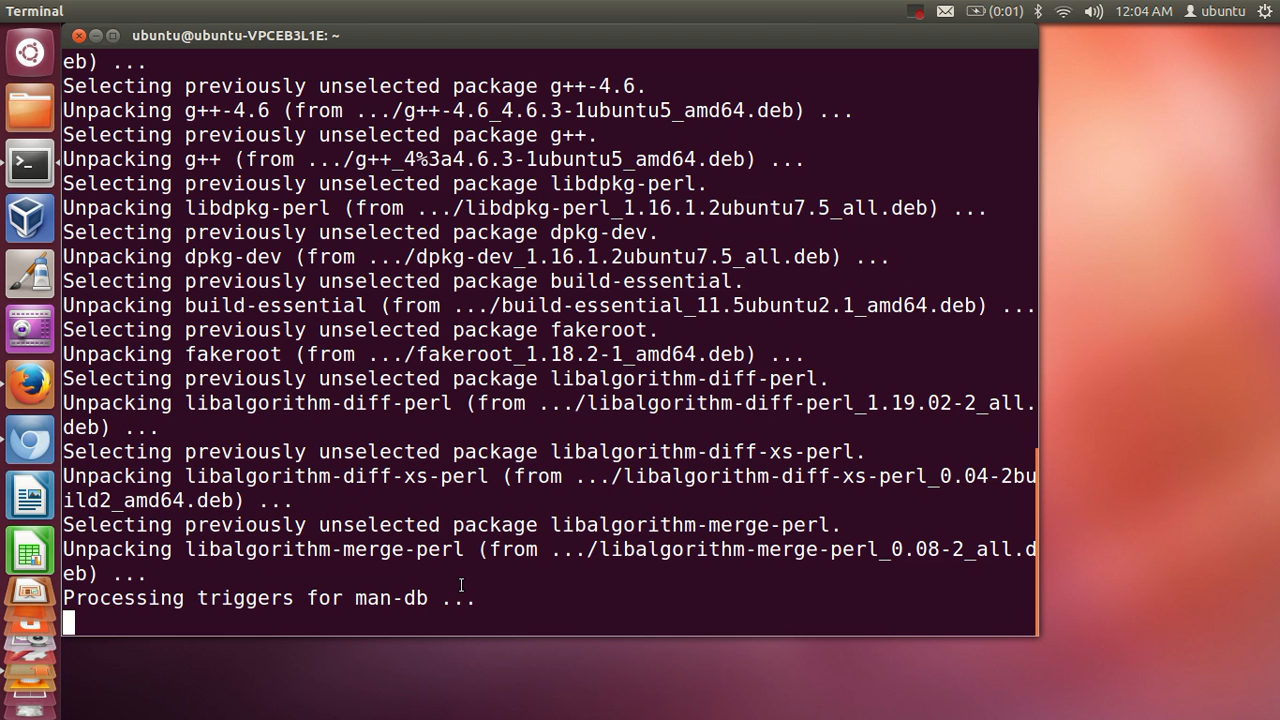 Terminal
(0:01)
12:04 AM
ubuntu
ubuntu@ubuntu-VPCEB3L1E: ~
eb) ...
Selecting previously unselected package g++-4.6.
Unpacking g++-4.6 (from .../g++-4.6_4.6.3-1ubuntu5_amd64.deb) ...
Selecting previously unselected package g++.
Unpacking g++ (from .../g++_4%3a4.6.3-1ubuntu5_amd64.deb) ...
Selecting previously unselected package libdpkg-perl.
Unpacking libdpkg-perl (from .../libdpkg-perl_1.16.1.2ubuntu7.5_all.deb) ...
Selecting previously unselected package dpkg-dev.
Unpacking dpkg-dev (from .../dpkg-dev_1.16.1.2ubuntu7.5_all.deb) ...
Selecting previously unselected package build-essential.
Unpacking build-essential (from .../build-essential_11.5ubuntu2.1_amd64.deb) ...
Selecting previously unselected package fakeroot.
Unpacking fakeroot (from .../fakeroot_1.18.2-1_amd64.deb) ...
Selecting previously unselected package libalgorithm-diff-perl.
Unpacking libalgorithm-diff-perl (from .../libalgorithm-diff-perl_1.19.02-2_all.
deb) ...
Selecting previously unselected package libalgorithm-diff-xs-perl.
Unpacking libalgorithm-diff-xs-perl (from .../libalgorithm-diff-xs-perl_0.04-2bu
ild2_amd64.deb) ...
Selecting previously unselected package libalgorithm-merge-perl.
Unpacking libalgorithm-merge-perl (from .../libalgorithm-merge-perl_0.08-2_all.d
eb) ...
Processing triggers for man-db ...